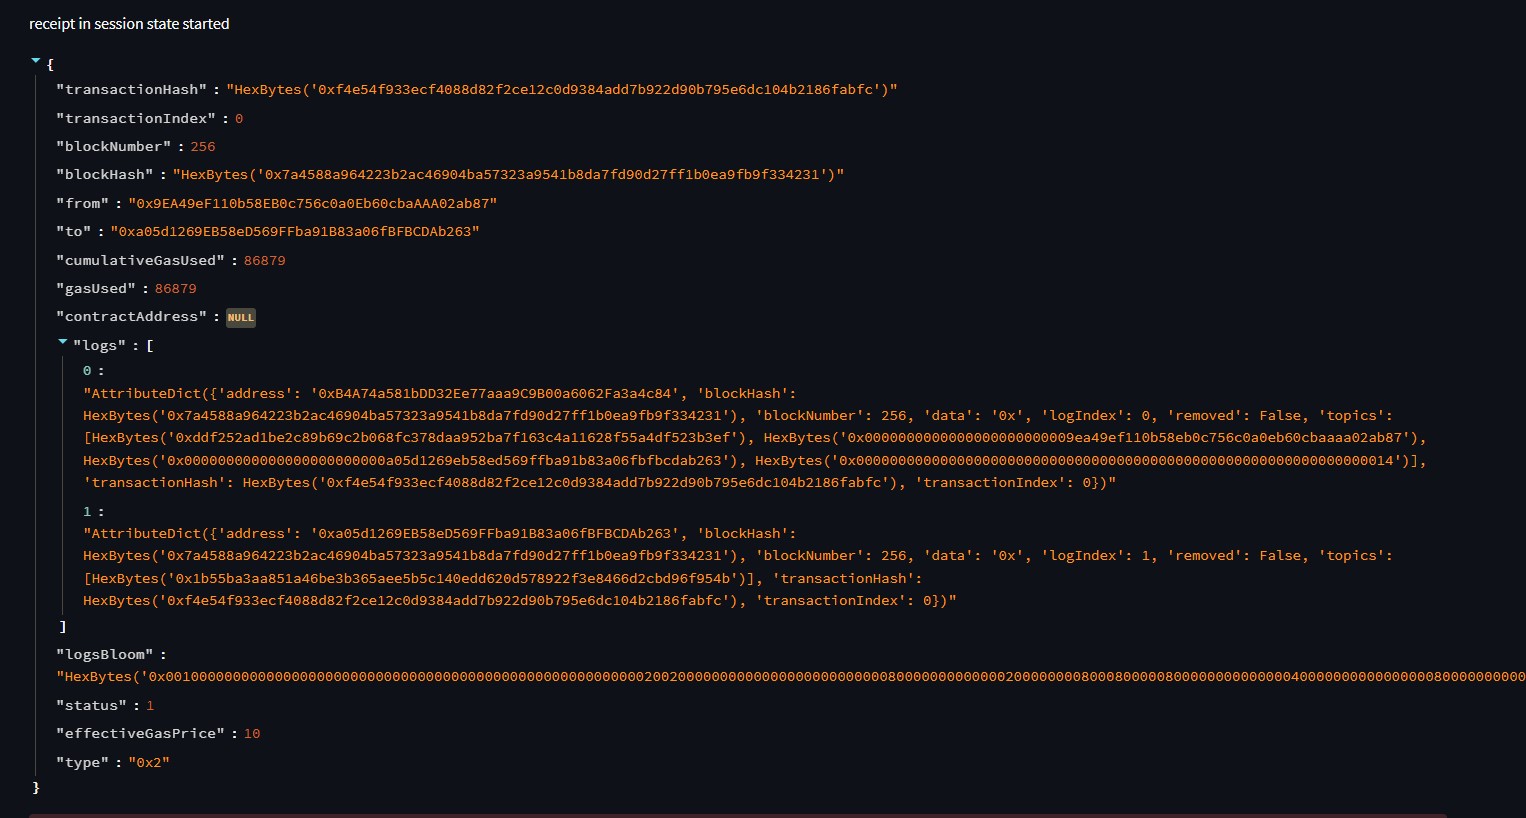 receipt in session state started
{
"transactionHash" : "HexBytes('0xf4e54f933ecf4088d82f2ce12c0d9384add7b922d90b795e6dc104b2186fabfc')"
"transactionIndex" : 0
"blockNumber" : 256
"blockHash" : "HexBytes('0x7a4588a964223b2ac46904ba57323a9541b8da7fd90d27ff1b0ea9fb9f334231')"
"from" : "0x9EA49eF110b58EB0c756c0a0Eb60cbaAAA02ab87"
"to" : "0xa05d1269EB58eD569FFba91B83a06fBFBCDAb263"
"cumulativeGasUsed" : 86879
"gasUsed" : 86879
"contractAddress" : NULL
"logs" : [
0 :
"AttributeDict({'address': '0xB4A74a581bDD32Ee77aaa9C9B00a6062Fa3a4c84', 'blockHash':
HexBytes('0x7a4588a964223b2ac46904ba57323a9541b8da7fd90d27ff1b0ea9fb9f334231'), 'blockNumber': 256, 'data': '0x', 'logIndex': 0, 'removed': False, 'topics':
[HexBytes('0xddf252ad1be2c89b69c2b068fc378daa952ba7f163c4a11628f55a4df523b3ef'), HexBytes('0x0000000000000000000000009ea49ef110b58eb0c756c0a0eb60cbaaaa02ab87'),
HexBytes('0x000000000000000000000000a05d1269eb58ed569ffba91b83a06fbfbcdab263'), HexBytes('0x0000000000000000000000000000000000000000000000000000000000000014')],
'transactionHash': HexBytes('0xf4e54f933ecf4088d82f2ce12c0d9384add7b922d90b795e6dc104b2186fabfc'), 'transactionIndex': 0})"
1 :
"AttributeDict({'address': '0xa05d1269EB58eD569FFba91B83a06fBFBCDAb263', 'blockHash':
HexBytes('0x7a4588a964223b2ac46904ba57323a9541b8da7fd90d27ff1b0ea9fb9f334231'), 'blockNumber': 256, 'data': '0x', 'logIndex': 1, 'removed': False, 'topics':
[HexBytes('0x1b55ba3aa851a46be3b365aee5b5c140edd620d578922f3e8466d2cbd96f954b')], 'transactionHash':
HexBytes('0xf4e54f933ecf4088d82f2ce12c0d9384add7b922d90b795e6dc104b2186fabfc'), 'transactionIndex': 0})"
]
"logsBloom" :
"status" : 1
"effectiveGasPrice" : 10
"type" : "0x2"
}